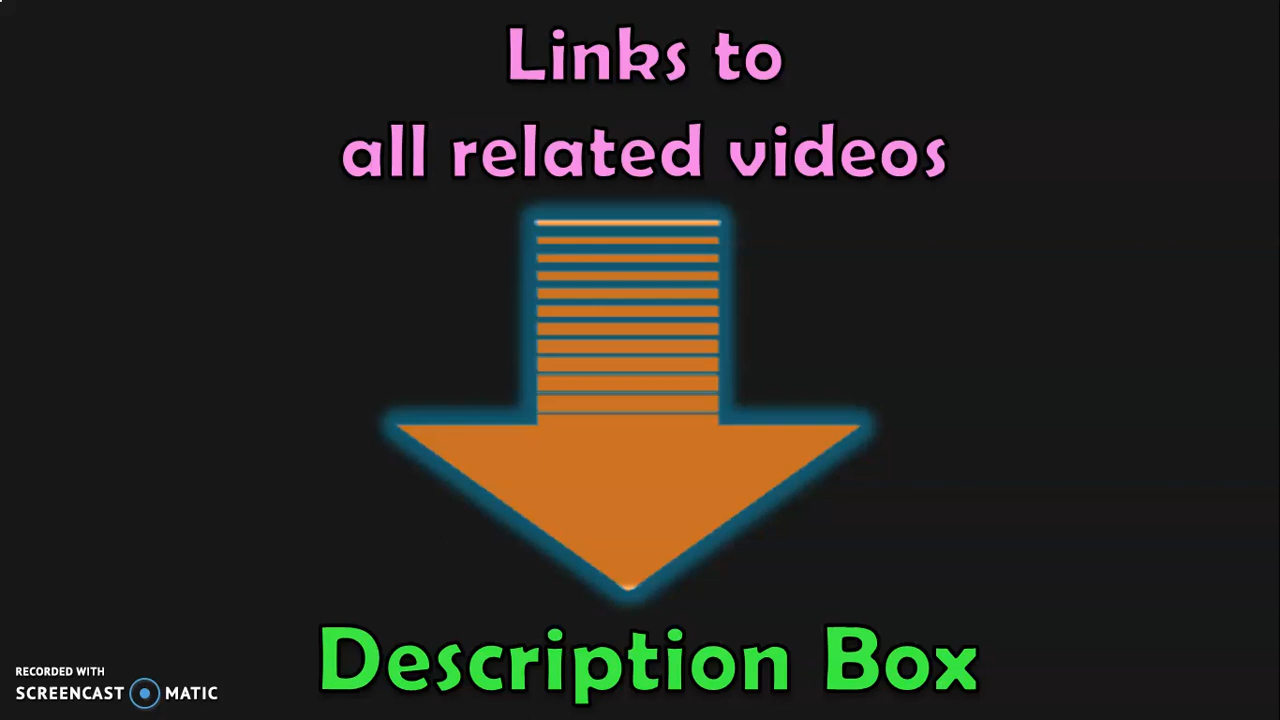 Links to
all related videos
Description Box
RECORDED WITH
SCREENCAST MATIC